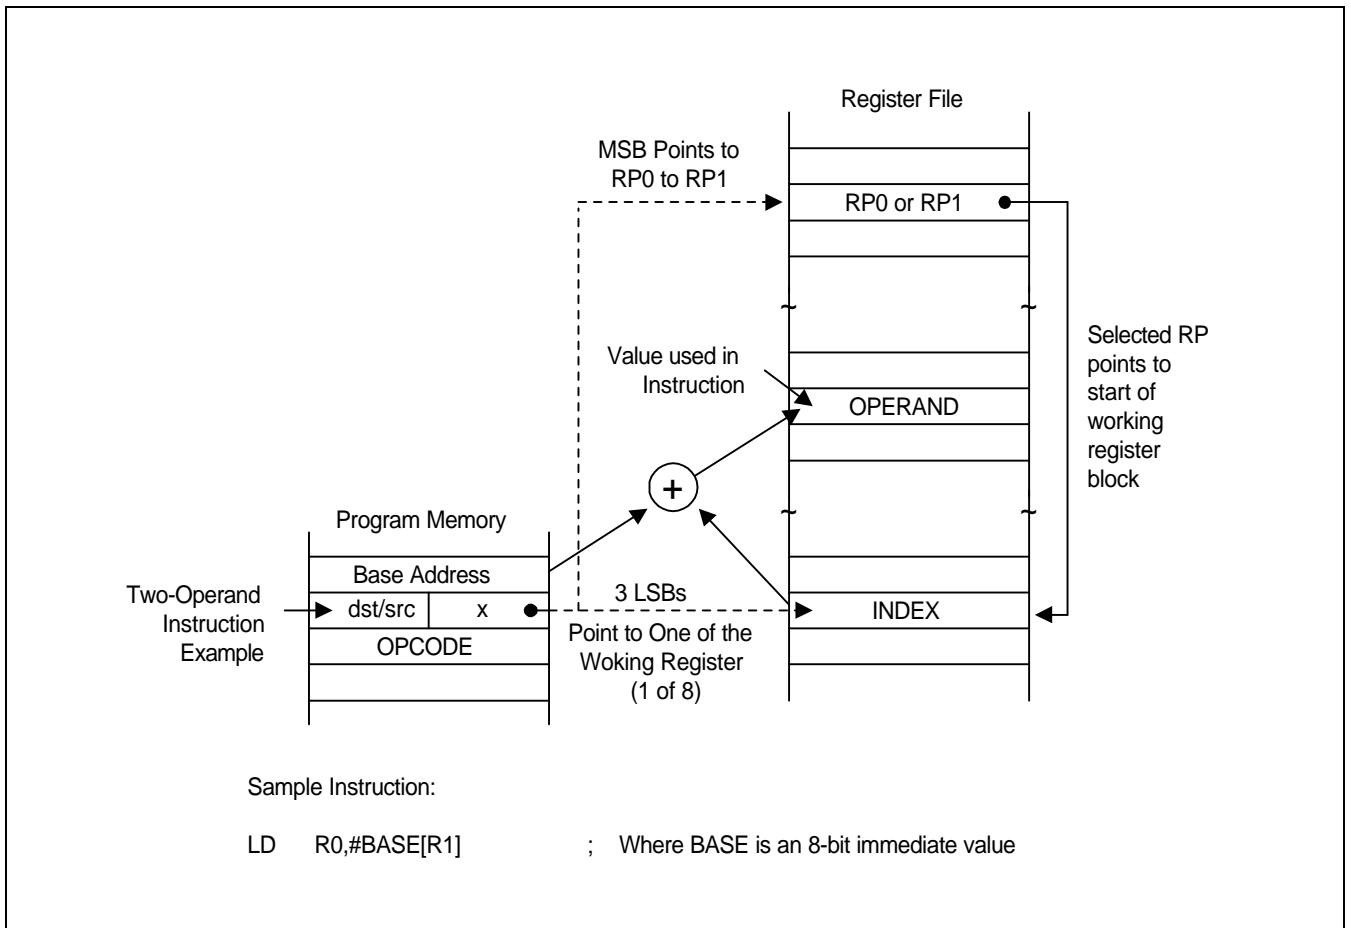 Register File
MSB Points to
RP0 to RP1
RP0 or RP1
~ ~
Selected RP
points to
start of
working
register
block
Value used in
Instruction
OPERAND
+
~ ~
Program Memory
Base Address
Two-Operand
Instruction
Example
dst/src x
OPCODE
3 LSBs
Point to One of the
Woking Register
(1 of 8)
INDEX
Sample Instruction:
LD R0,#BASE[R1] ; Where BASE is an 8-bit immediate value